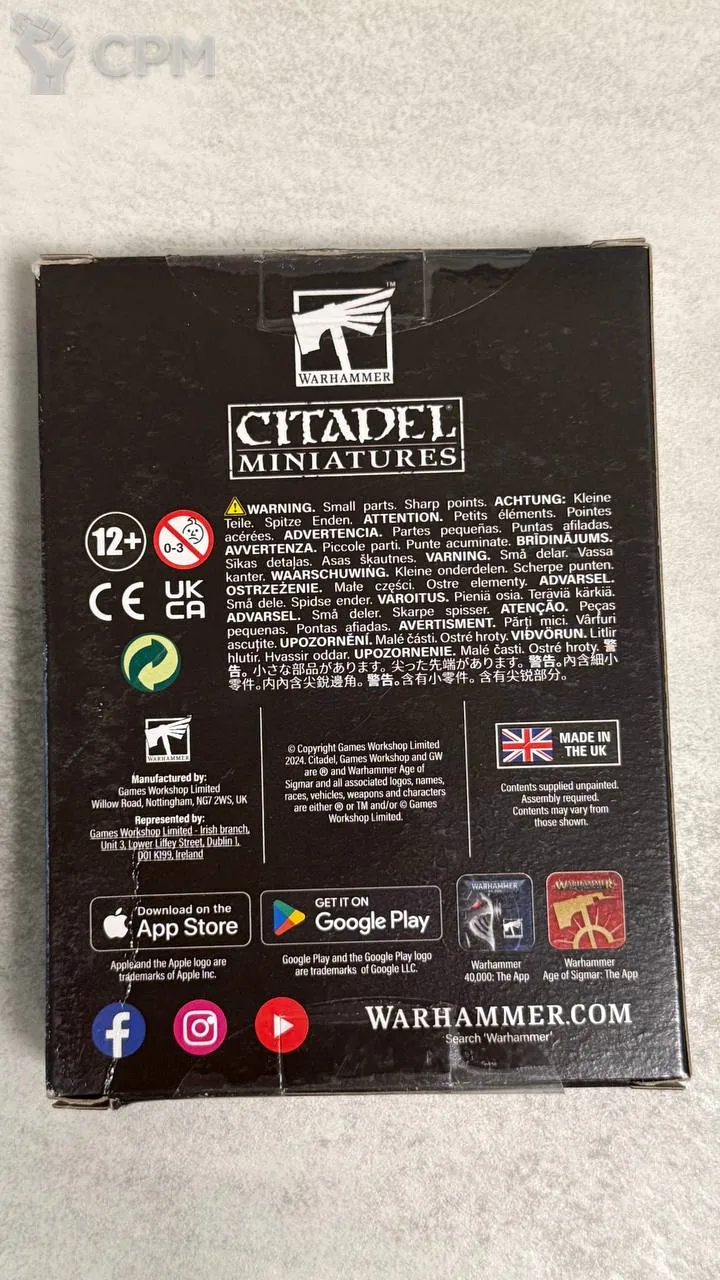 CPM
™
WARHAMMER
CITADEL
MINIATURES
12+
0-3
CE
UK
CA
WARNING. Small parts. Sharp points. ACHTUNG: Kleine
Teile. Spitze Enden. ATTENTION. Petits éléments. Pointes
acérées. ADVERTENCIA. Partes pequeñas. Puntas afiladas.
AVVERTENZA. Piccole parti. Punte acuminate. BRĪDINĀJUMS.
Sīkas detaļas. Asas šķautnes. VARNING. Små delar. Vassa
kanter. WAARSCHUWING. Kleine onderdelen. Scherpe punten.
OSTRZEŻENIE. Małe części. Ostre elementy. ADVARSEL.
Små dele. Spidse ender. VAROITUS. Pieniä osia. Teräviä kärkiä.
ADVARSEL. Små deler. Skarpe spisser. ATENÇÃO. Peças
pequenas. Pontas afiadas. AVERTISMENT. Părți mici. Vârfuri
ascuțite. UPOZORNĚNÍ. Malé části. Ostré hroty. VIÐVÖRUN. Litlir
hlutir. Hvassir oddar. UPOZORNENIE. Malé časti. Ostré hroty. 警
告。小さな部品があります。尖った先端があります。警告。內含細小
零件。内內含尖銳邊角。警告。含有小零件。含有尖锐部分。
WARHAMMER
Manufactured by:
Games Workshop Limited
Willow Road, Nottingham, NG7 2WS, UK
Represented by:
Games Workshop Limited - Irish branch,
Unit 3, Lower Liffey Street, Dublin 1,
D01 K199, Ireland
© Copyright Games Workshop Limited
2024. Citadel, Games Workshop and GW
are ® and Warhammer Age of
Sigmar and all associated logos, names,
races, vehicles, weapons and characters
are either ® or TM and/or © Games
Workshop Limited.
MADE IN
THE UK
Contents supplied unpainted.
Assembly required.
Contents may vary from
those shown.
Download on the
App Store
Apple and the Apple logo are
trademarks of Apple Inc.
GET IT ON
Google Play
Google Play and the Google Play logo
are trademarks of Google LLC.
WARHAMMER
Warhammer
40,000: The App
WARHAMMER
Warhammer
Age of Sigmar: The App
WARHAMMER.COM
Search 'Warhammer'